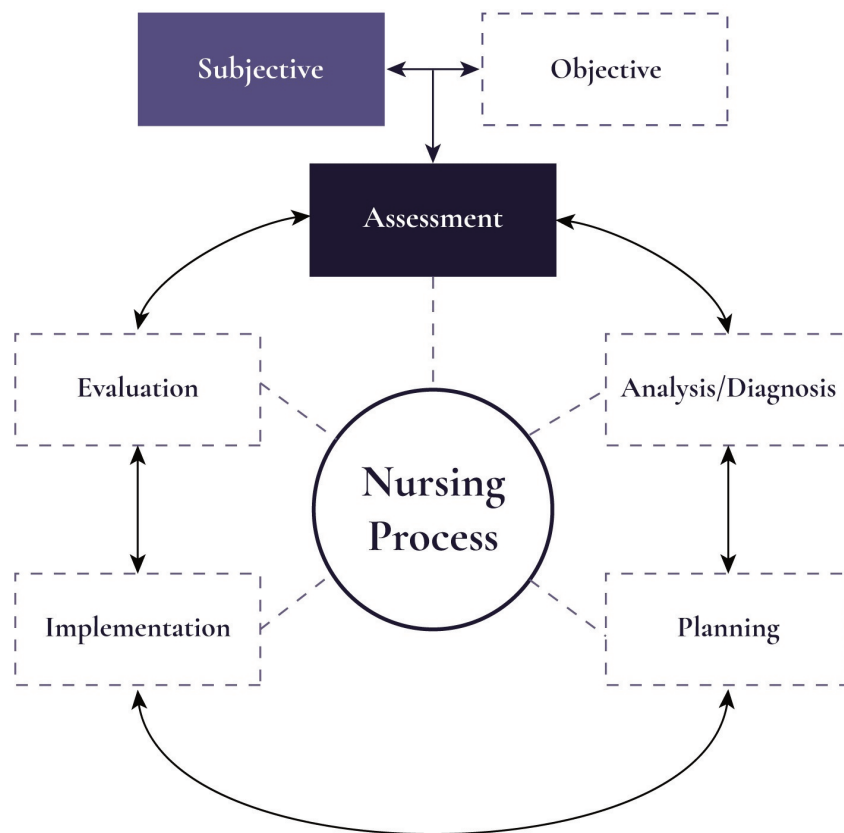 Subjective
Objective
Assessment
Evaluation
Analysis/Diagnosis
Nursing
Process
Implementation
Planning